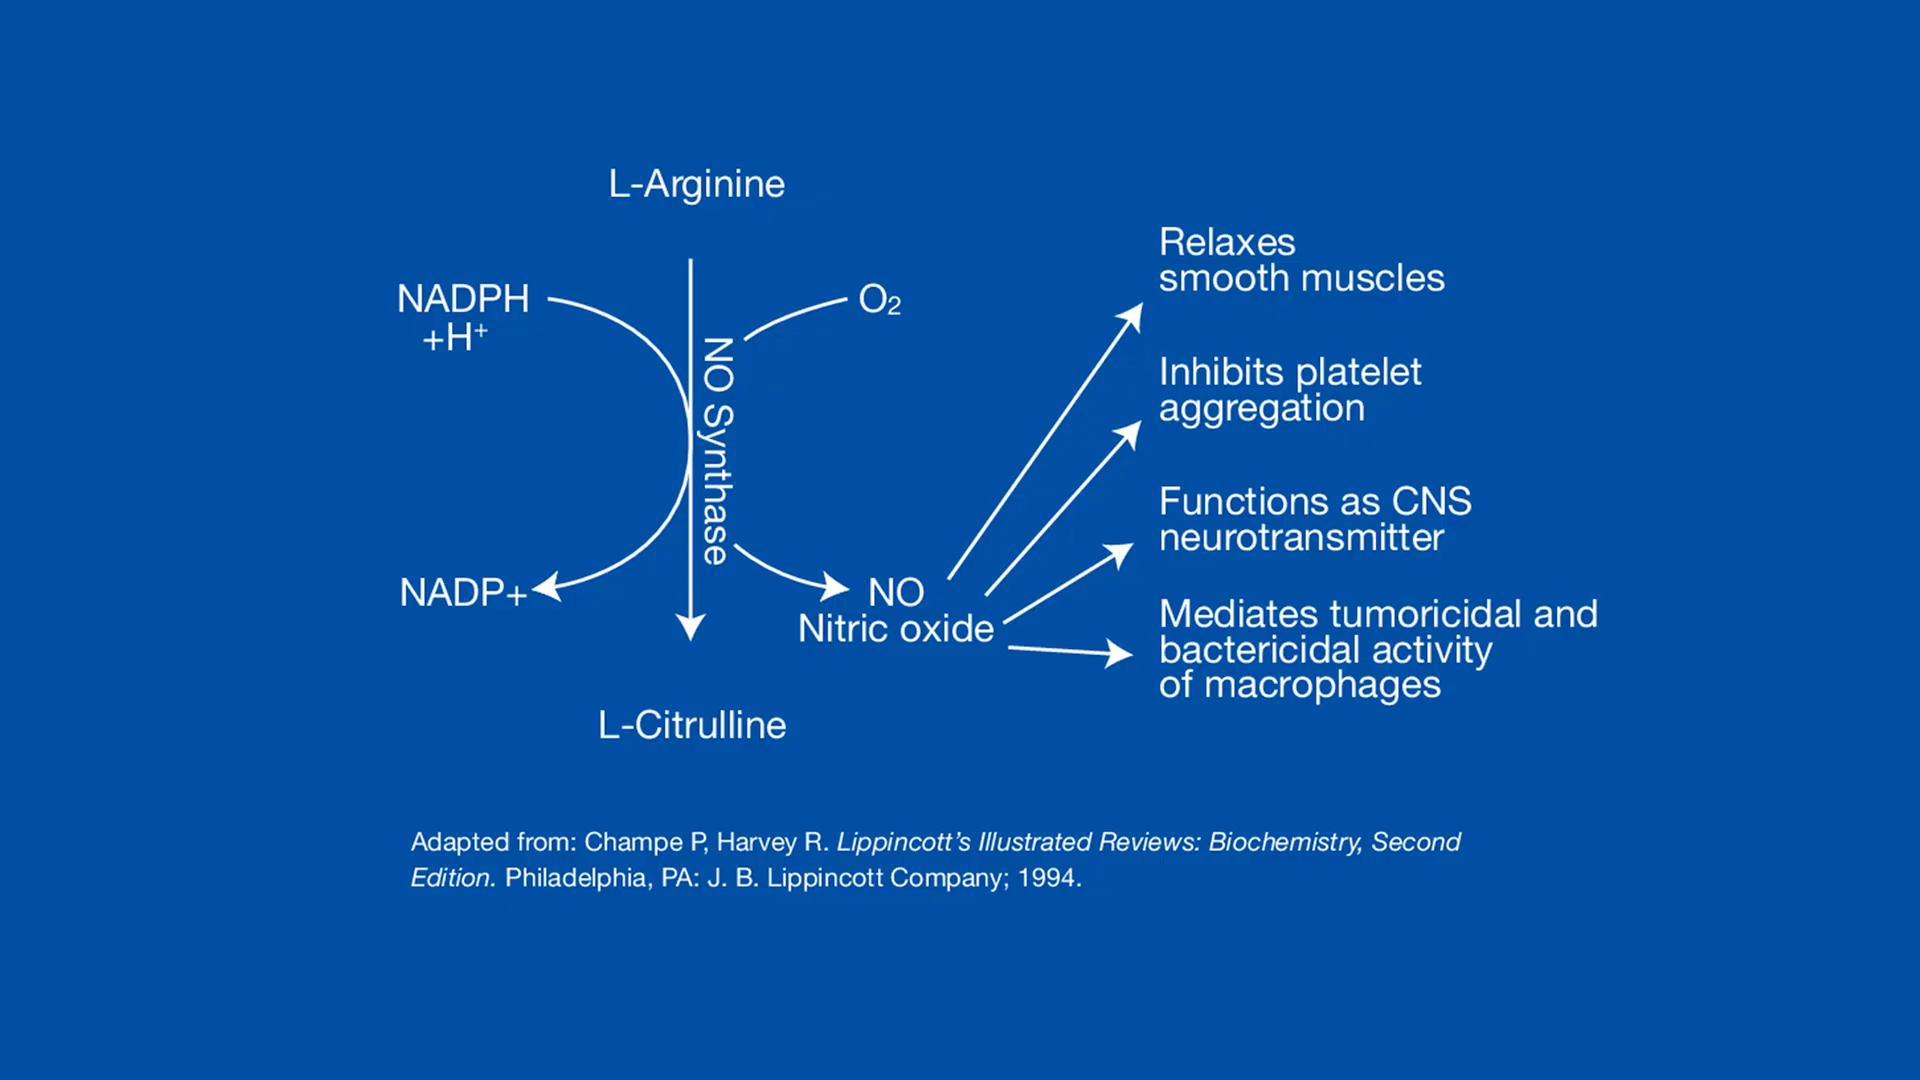 L-Arginine
NADPH
+H⁺
O₂
NO Synthase
NADP+
NO
Nitric oxide
L-Citrulline
Relaxes
smooth muscles
Inhibits platelet
aggregation
Functions as CNS
neurotransmitter
Mediates tumoricidal and
bactericidal activity
of macrophages
Adapted from: Champe P, Harvey R. Lippincott’s Illustrated Reviews: Biochemistry, Second
Edition. Philadelphia, PA: J. B. Lippincott Company; 1994.